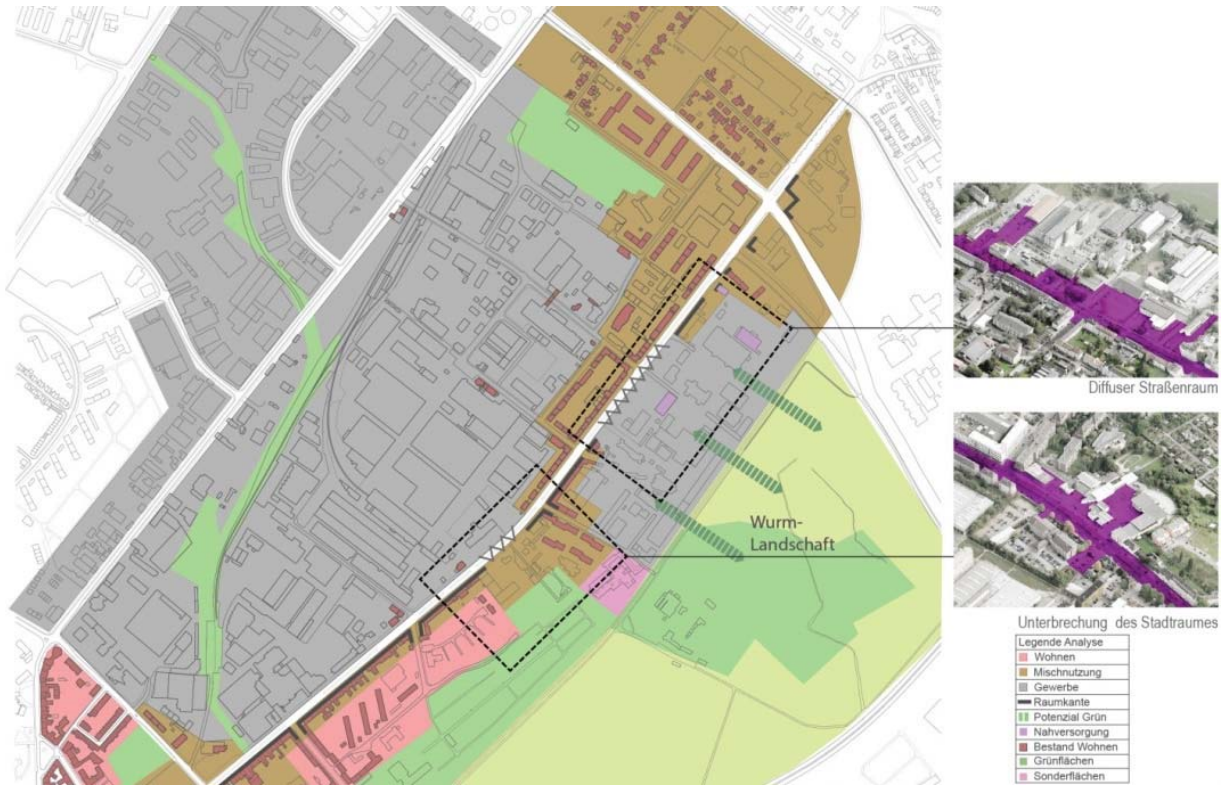 Wurm-
Landschaft
Diffuser Straßenraum
Unterbrechung des Stadtraumes
Legende Analyse
Wohnen
Mischnutzung
Gewerbe
Raumkante
Potenzial Grün
Nahversorgung
Bestand Wohnen
Grünflächen
Sonderflächen